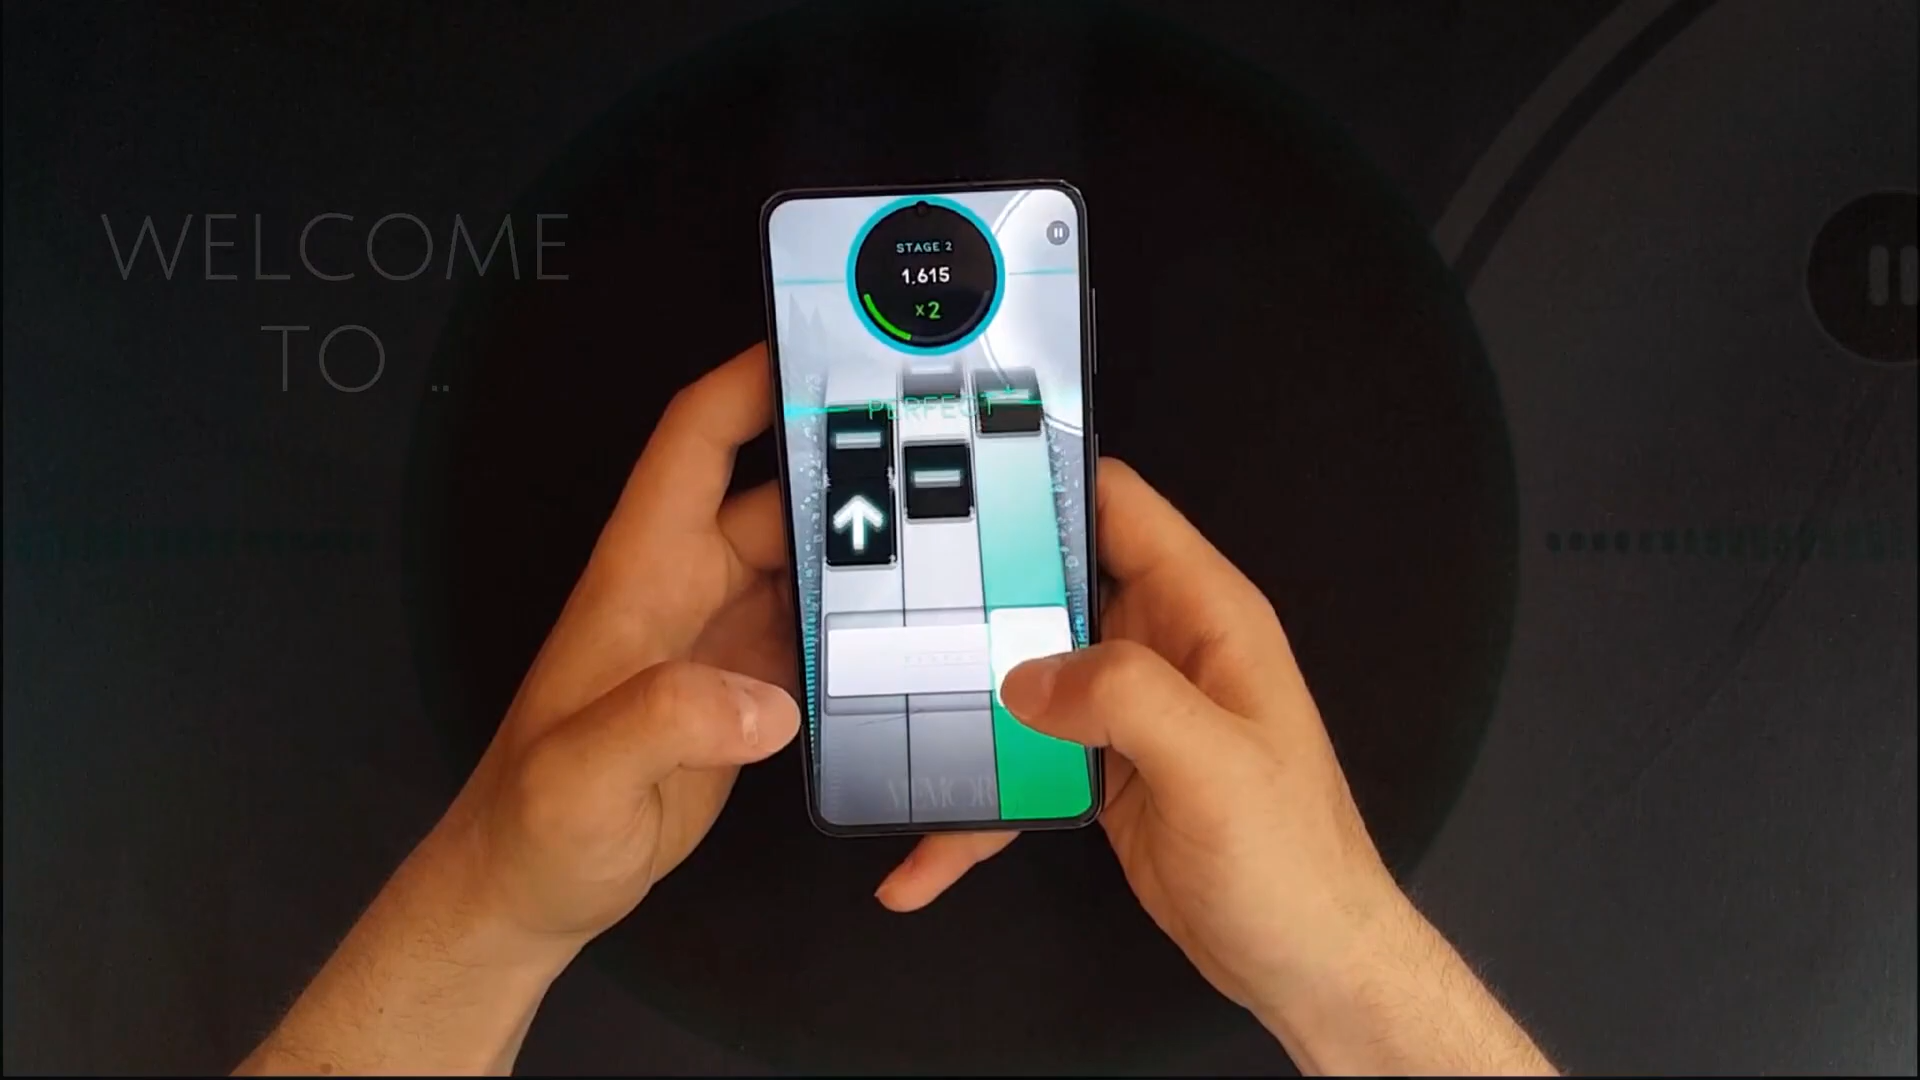 WELCOME
TO ..
STAGE 2
1,615
x2
PERFECT+